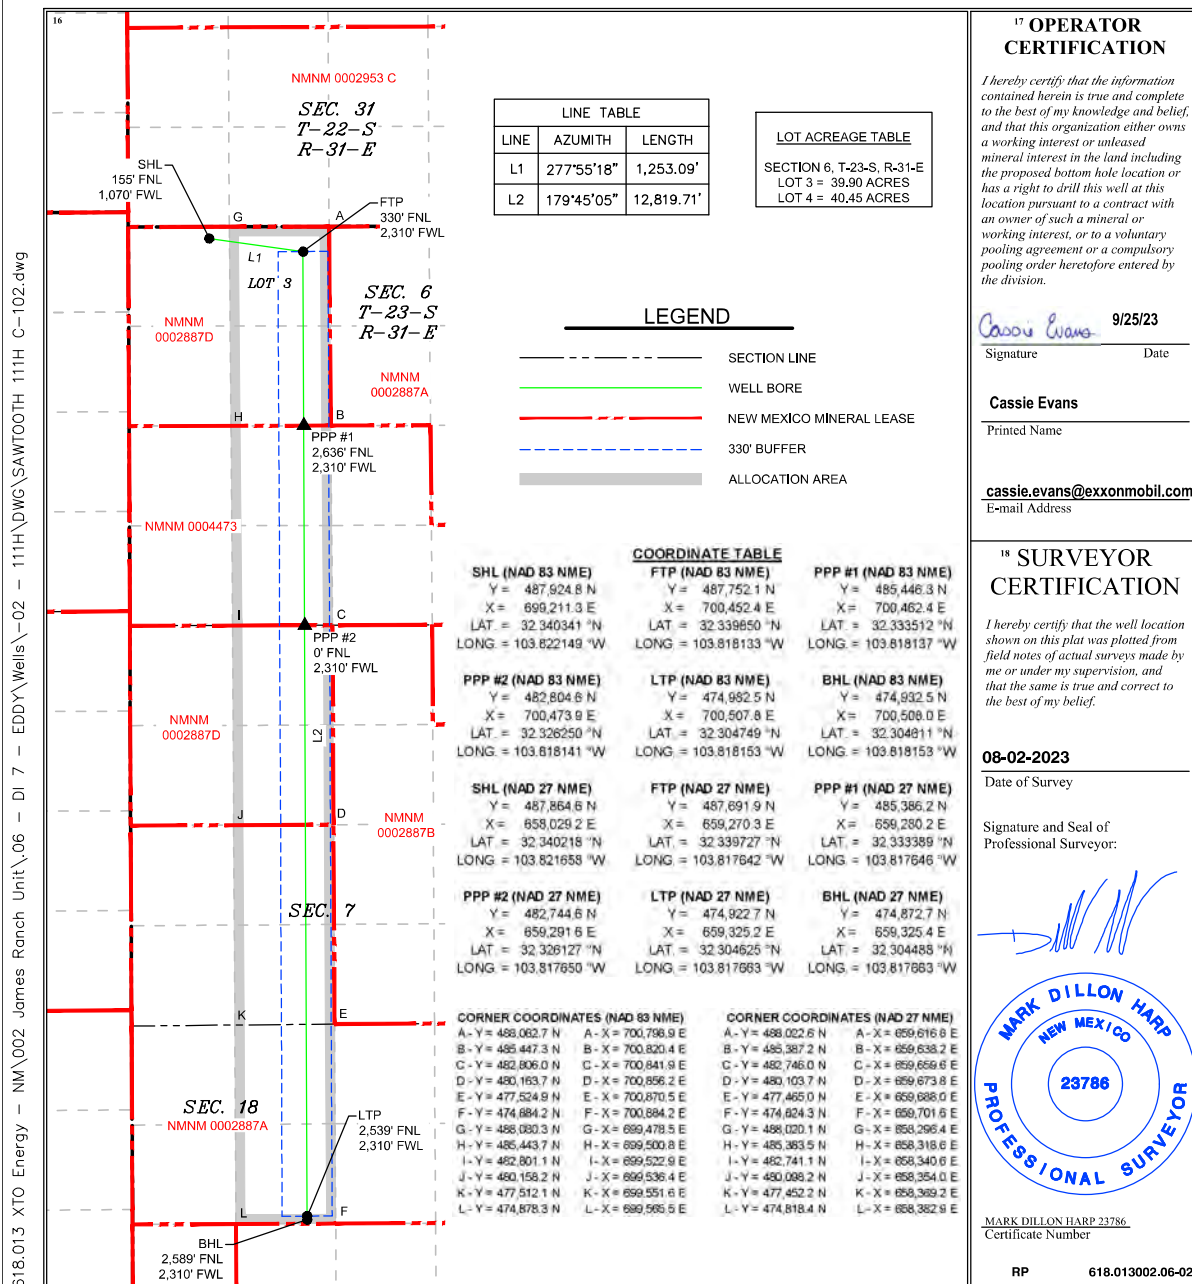 16
NMNM 0002953 C
SEC. 31
T-22-S
R-31-E
SHL
155' FNL
1,070' FWL
G
A
FTP
330' FNL
2,310' FWL
L1
LOT 3
SEC. 6
T-23-S
R-31-E
NMNM
0002887D
NMNM
0002887A
H
B
PPP #1
2,636' FNL
2,310' FWL
NMNM 0004473
I
C
PPP #2
0' FNL
2,310' FWL
NMNM
0002887D
L2
J
D
NMNM
0002887B
SEC. 7
K
E
SEC. 18
NMNM 0002887A
LTP
2,539' FNL
2,310' FWL
L
F
BHL
2,589' FNL
2,310' FWL
LINE TABLE
LINE AZIMUTH LENGTH
L1 277°55'18" 1,253.09'
L2 179°45'05" 12,819.71'
LOT ACREAGE TABLE
SECTION 6, T-23-S, R-31-E
LOT 3 = 39.90 ACRES
LOT 4 = 40.45 ACRES
LEGEND
SECTION LINE
WELL BORE
NEW MEXICO MINERAL LEASE
330' BUFFER
ALLOCATION AREA
COORDINATE TABLE
SHL (NAD 83 NME) FTP (NAD 83 NME) PPP #1 (NAD 83 NME)
Y = 487,924.8 N Y = 487,752.1 N Y = 485,446.3 N
X = 699,211.3 E X = 700,452.4 E X = 700,462.4 E
LAT. = 32.340341 °N LAT. = 32.339850 °N LAT. = 32.333512 °N
LONG. = 103.822149 °W LONG. = 103.818133 °W LONG. = 103.818137 °W
PPP #2 (NAD 83 NME) LTP (NAD 83 NME) BHL (NAD 83 NME)
Y = 482,804.6 N Y = 474,982.5 N Y = 474,932.5 N
X = 700,473.9 E X = 700,507.8 E X = 700,508.0 E
LAT. = 32.326250 °N LAT. = 32.304749 °N LAT. = 32.304611 °N
LONG. = 103.818141 °W LONG. = 103.818153 °W LONG. = 103.818153 °W
SHL (NAD 27 NME) FTP (NAD 27 NME) PPP #1 (NAD 27 NME)
Y = 487,864.6 N Y = 487,691.9 N Y = 485,386.2 N
X = 658,029.2 E X = 659,270.3 E X = 659,280.2 E
LAT. = 32.340218 °N LAT. = 32.339727 °N LAT. = 32.333389 °N
LONG. = 103.821658 °W LONG. = 103.817642 °W LONG. = 103.817646 °W
PPP #2 (NAD 27 NME) LTP (NAD 27 NME) BHL (NAD 27 NME)
Y = 482,744.6 N Y = 474,922.7 N Y = 474,872.7 N
X = 659,291.6 E X = 659,325.2 E X = 659,325.4 E
LAT. = 32.326127 °N LAT. = 32.304625 °N LAT. = 32.304488 °N
LONG. = 103.817650 °W LONG. = 103.817663 °W LONG. = 103.817663 °W
CORNER COORDINATES (NAD 83 NME) CORNER COORDINATES (NAD 27 NME)
A - Y = 488,062.7 N A - X = 700,798.9 E A - Y = 488,022.6 N A - X = 659,616.8 E
B - Y = 485,447.3 N B - X = 700,820.4 E B - Y = 485,387.2 N B - X = 659,638.2 E
C - Y = 482,806.0 N C - X = 700,841.9 E C - Y = 482,746.0 N C - X = 659,659.6 E
D - Y = 480,163.7 N D - X = 700,856.2 E D - Y = 480,103.7 N D - X = 659,673.8 E
E - Y = 477,524.9 N E - X = 700,870.5 E E - Y = 477,465.0 N E - X = 659,688.0 E
F - Y = 474,684.2 N F - X = 700,884.2 E F - Y = 474,824.3 N F - X = 659,701.6 E
G - Y = 488,080.3 N G - X = 699,478.5 E G - Y = 488,020.1 N G - X = 658,296.4 E
H - Y = 485,443.7 N H - X = 699,500.8 E H - Y = 485,383.5 N H - X = 658,318.6 E
I - Y = 482,801.1 N I - X = 699,522.9 E I - Y = 482,741.1 N I - X = 658,340.6 E
J - Y = 480,158.2 N J - X = 699,536.4 E J - Y = 480,098.2 N J - X = 658,354.0 E
K - Y = 477,512.1 N K - X = 699,551.6 E K - Y = 477,452.2 N K - X = 658,369.2 E
L - Y = 474,878.3 N L - X = 699,565.5 E L - Y = 474,818.4 N L - X = 658,382.9 E
17 OPERATOR
CERTIFICATION
I hereby certify that the information
contained herein is true and complete
to the best of my knowledge and belief,
and that this organization either owns
a working interest or unleased
mineral interest in the land including
the proposed bottom hole location or
has a right to drill this well at this
location pursuant to a contract with
an owner of such a mineral or
working interest, or to a voluntary
pooling agreement or a compulsory
pooling order heretofore entered by
the division.
Cassie Evans 9/25/23
Signature Date
Cassie Evans
Printed Name
cassie.evans@exxonmobil.com
E-mail Address
18 SURVEYOR
CERTIFICATION
I hereby certify that the well location
shown on this plat was plotted from
field notes of actual surveys made by
me or under my supervision, and
that the same is true and correct to
the best of my belief.
08-02-2023
Date of Survey
Signature and Seal of
Professional Surveyor:
MARK DILLON HARP
NEW MEXICO
23786
PROFESSIONAL SURVEYOR
MARK DILLON HARP 23786
Certificate Number
RP 618.013002.06-02
618.013 XTO Energy - NM\002 James Ranch Unit\.06 - DI 7 - EDDY\Wells\-02 - 111H\DWG\SAWTOOTH 111H C-102.dwg